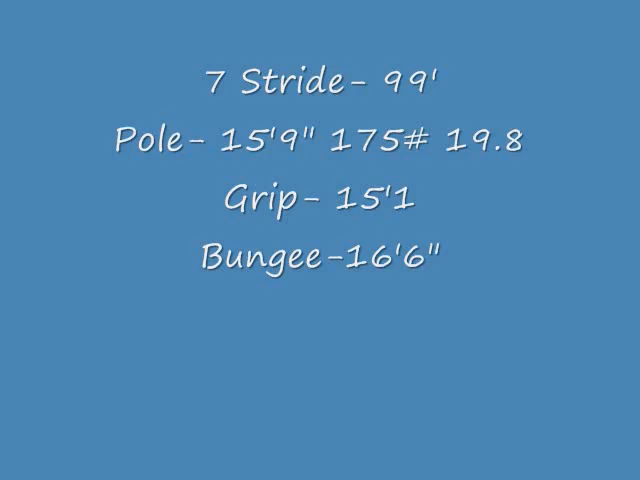 7 Stride- 99'
Pole- 15'9" 175# 19.8
Grip- 15'1
Bungee-16'6"